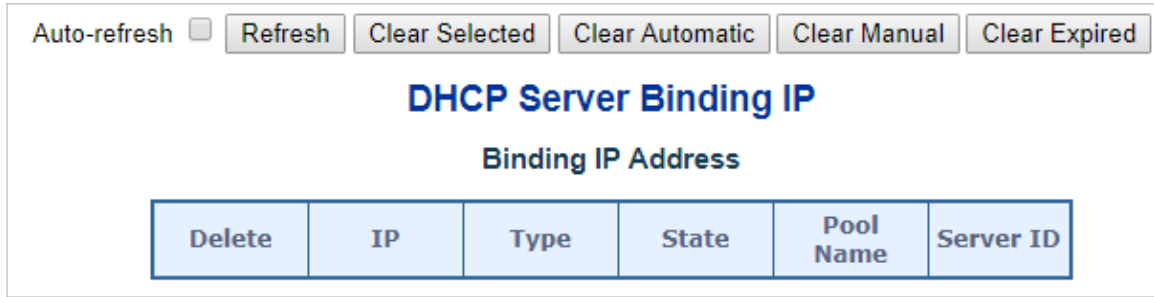 Auto-refresh Refresh Clear Selected Clear Automatic Clear Manual Clear Expired
DHCP Server Binding IP
Binding IP Address
Delete IP Type State Pool Name Server ID